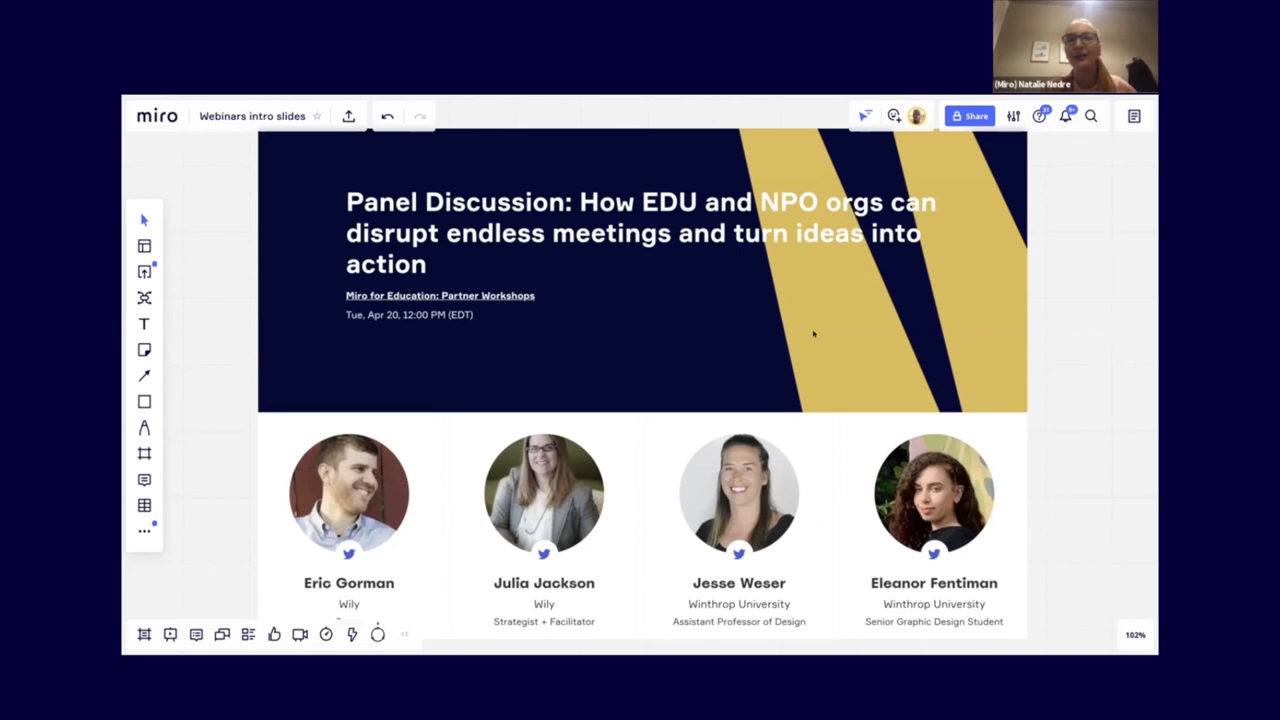 (Miro) Natalie Nedre
miro
Webinars intro slides
Share
31
9+
Panel Discussion: How EDU and NPO orgs can
disrupt endless meetings and turn ideas into
action
Miro for Education: Partner Workshops
Tue, Apr 20, 12:00 PM (EDT)
Eric Gorman
Wily
Julia Jackson
Wily
Strategist + Facilitator
Jesse Weser
Winthrop University
Assistant Professor of Design
Eleanor Fentiman
Winthrop University
Senior Graphic Design Student
102%